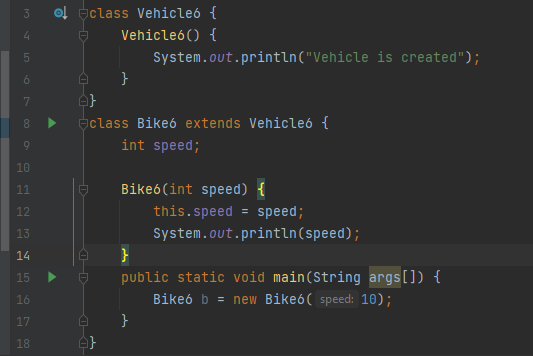 3 class Vehicle6 {
4 Vehicle6() {
5 System.out.println("Vehicle is created");
6 }
7 }
8 class Bike6 extends Vehicle6 {
9 int speed;
10
11 Bike6(int speed) {
12 this.speed = speed;
13 System.out.println(speed);
14 }
15 public static void main(String args[]) {
16 Bike6 b = new Bike6( speed: 10);
17 }
18 }